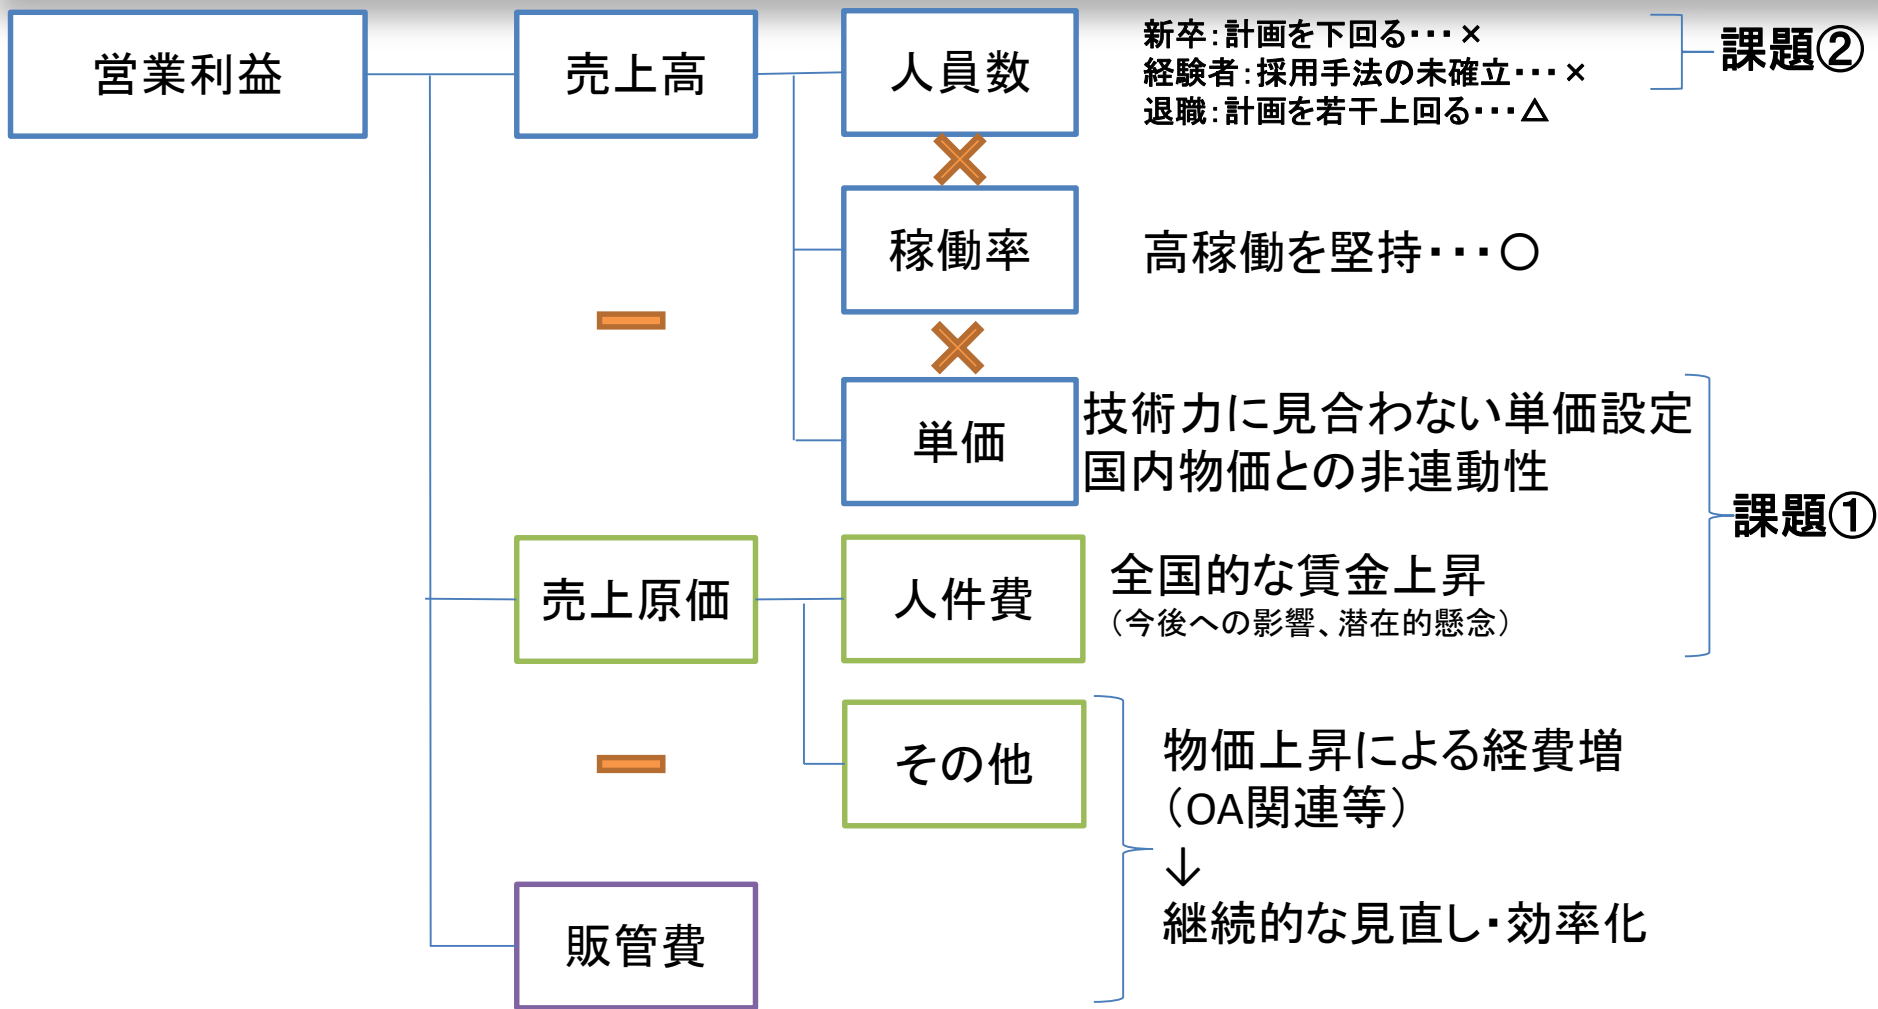 営業利益
売上高
人員数
新卒：計画を下回る・・・×
経験者：採用手法の未確立・・・×
退職：計画を若干上回る・・・△
課題②
稼働率
高稼働を堅持・・・〇
単価
技術力に見合わない単価設定
国内物価との非連動性
課題①
売上原価
人件費
全国的な賃金上昇
（今後への影響、潜在的懸念）
その他
物価上昇による経費増
（OA関連等）
↓
継続的な見直し・効率化
販管費